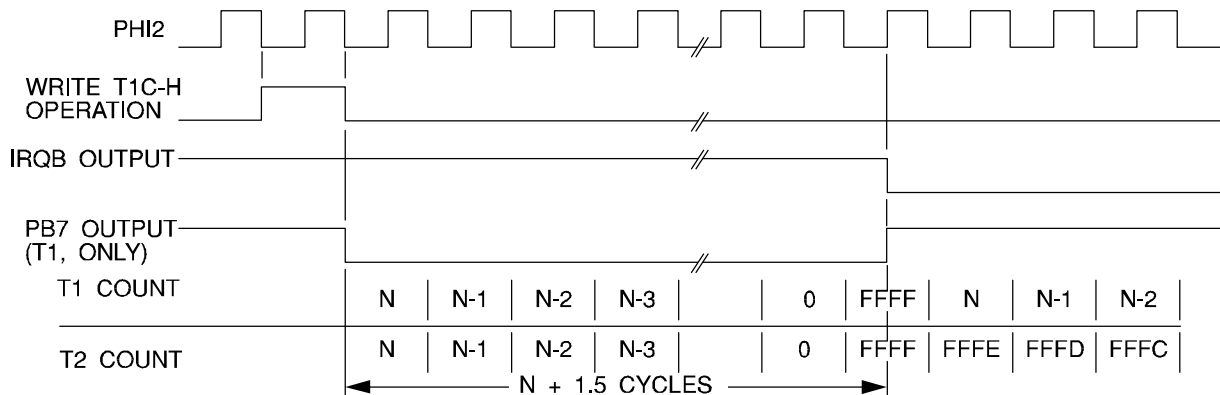 PHI2
WRITE T1C-H
OPERATION
IRQB OUTPUT
PB7 OUTPUT
(T1, ONLY)
T1 COUNT N N-1 N-2 N-3 0 FFFF N N-1 N-2
T2 COUNT N N-1 N-2 N-3 0 FFFF FFFE FFFD FFFC
N + 1.5 CYCLES